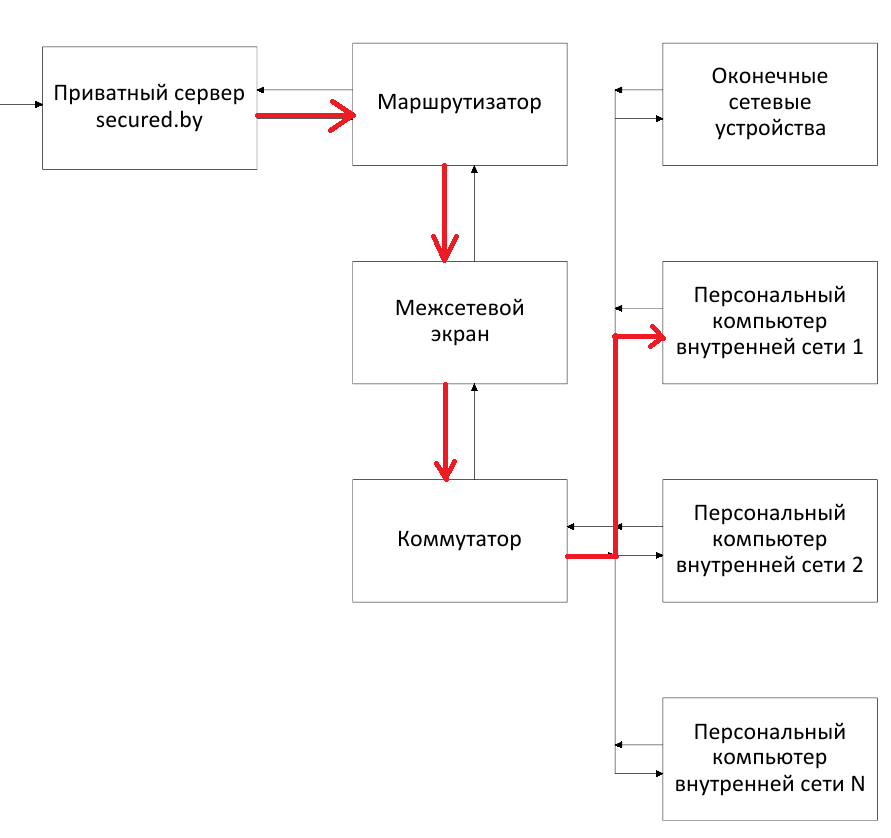 Приватный сервер
secured.by
Маршрутизатор
Оконечные
сетевые
устройства
Межсетевой
экран
Персональный
компьютер
внутренней сети 1
Коммутатор
Персональный
компьютер
внутренней сети 2
Персональный
компьютер
внутренней сети N